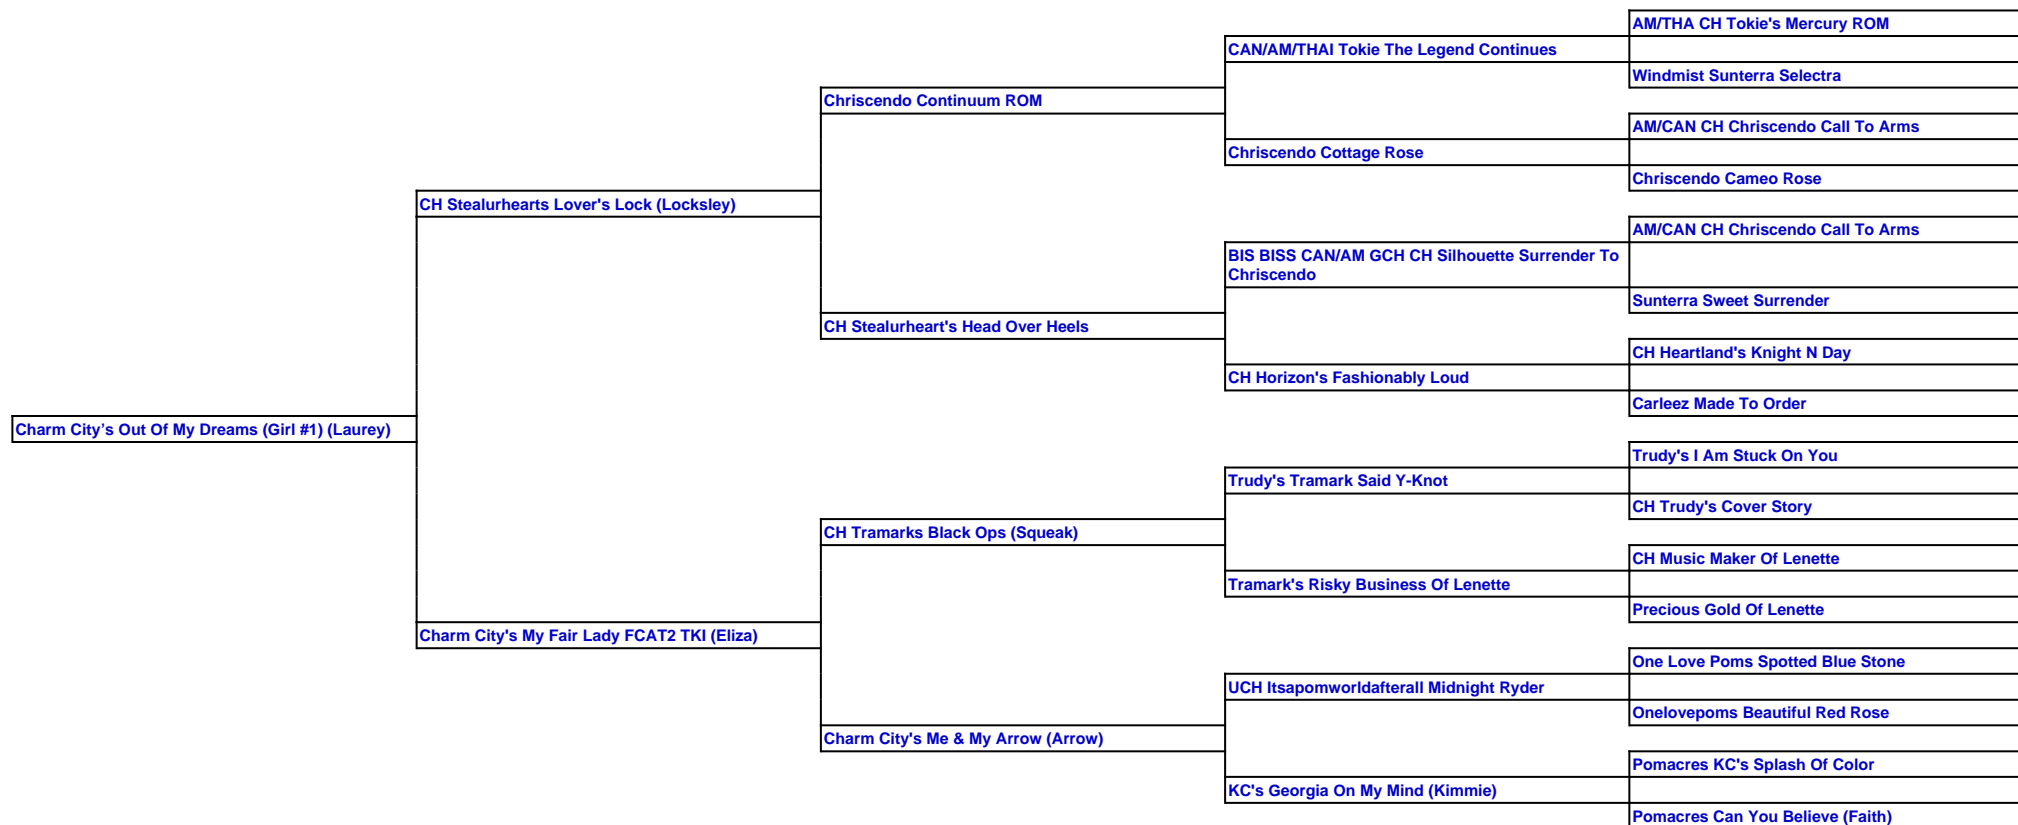 AM/THA CH Tokie's Mercury ROM
CAN/AM/THAI Tokie The Legend Continues
Windmist Sunterra Selectra
Chriscendo Continuum ROM
AM/CAN CH Chriscendo Call To Arms
Chriscendo Cottage Rose
Chriscendo Cameo Rose
CH Stealurhearts Lover's Lock (Locksley)
AM/CAN CH Chriscendo Call To Arms
BIS BISS CAN/AM GCH CH Silhouette Surrender To
Chriscendo
Sunterra Sweet Surrender
CH Stealurheart's Head Over Heels
CH Heartland's Knight N Day
CH Horizon's Fashionably Loud
Carleez Made To Order
Charm City’s Out Of My Dreams (Girl #1) (Laurey)
Trudy's I Am Stuck On You
Trudy's Tramark Said Y-Knot
CH Trudy's Cover Story
CH Tramarks Black Ops (Squeak)
CH Music Maker Of Lenette
Tramark's Risky Business Of Lenette
Precious Gold Of Lenette
Charm City's My Fair Lady FCAT2 TKI (Eliza)
One Love Poms Spotted Blue Stone
UCH Itsapomworldafterall Midnight Ryder
Onelovepoms Beautiful Red Rose
Charm City's Me & My Arrow (Arrow)
Pomacres KC's Splash Of Color
KC's Georgia On My Mind (Kimmie)
Pomacres Can You Believe (Faith)